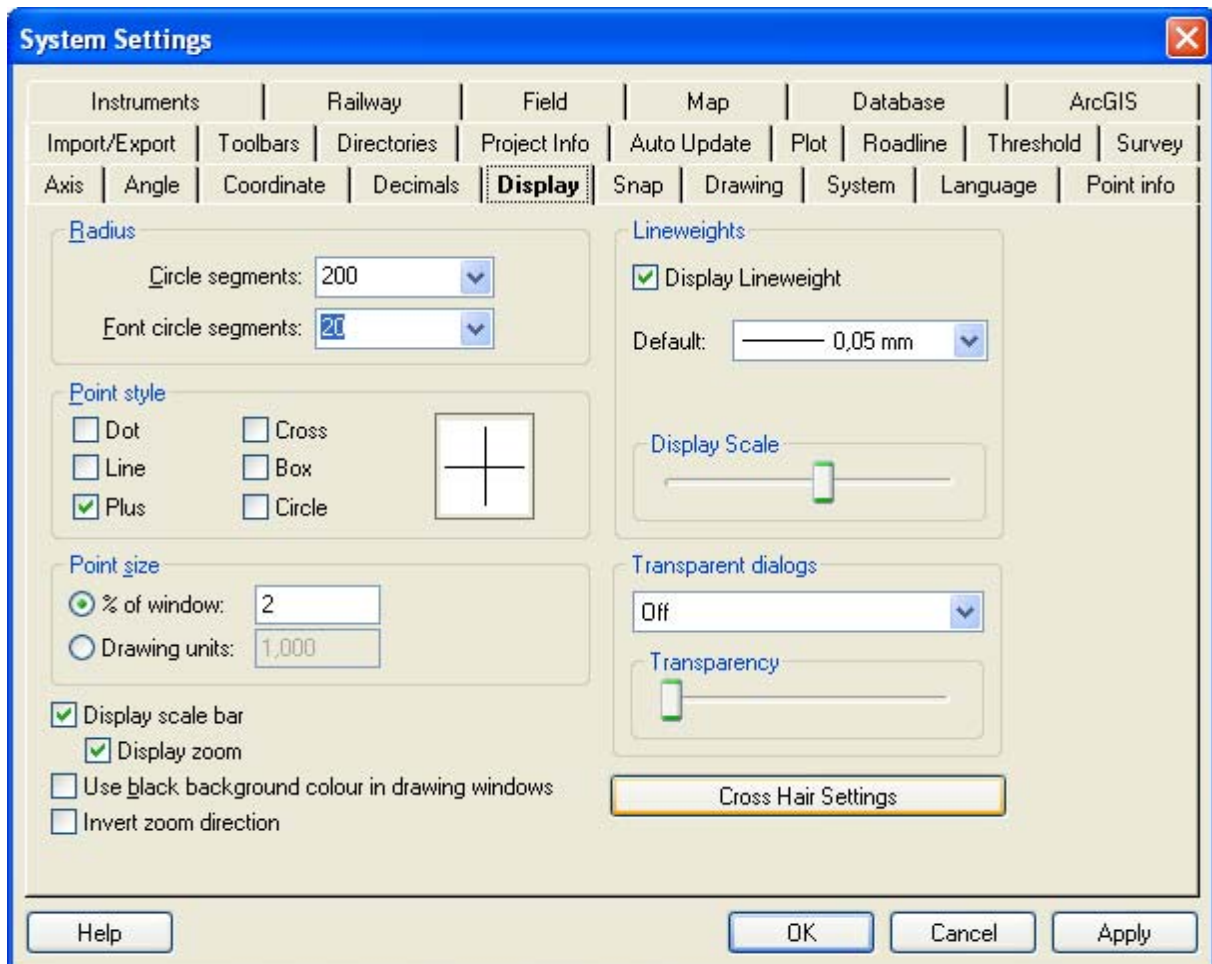 System Settings
Instruments Railway Field Map Database ArcGIS
Import/Export Toolbars Directories Project Info Auto Update Plot Roadline Threshold Survey
Axis Angle Coordinate Decimals Display Snap Drawing System Language Point info
Radius
Circle segments: 200
Font circle segments: 20
Point style
Dot Cross
Line Box
Plus Circle
Point size
% of window: 2
Drawing units: 1,000
Display scale bar
Display zoom
Use black background colour in drawing windows
Invert zoom direction
Lineweights
Display Lineweight
Default: 0,05 mm
Display Scale
Transparent dialogs
Off
Transparency
Cross Hair Settings
Help OK Cancel Apply